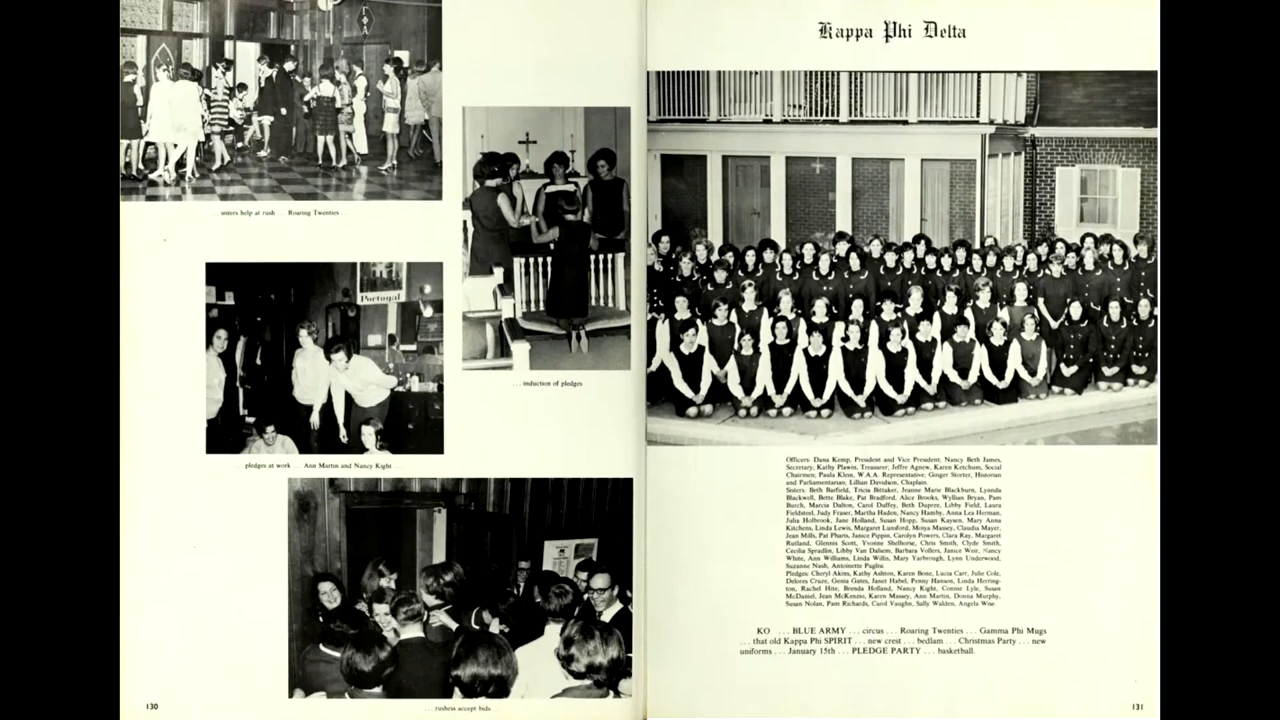 . . . sisters help at rush . . . Roaring Twenties . . .
. . . induction of pledges
Portugal
pledges at work . . . Ann Martin and Nancy Kight . . .
. . . rushees accept bids . . .
130
Kappa Phi Delta
Officers: Dana Kemp, President and Vice President; Nancy Beth James,
Secretary; Kathy Plawin, Treasurer; Jeffre Agnew, Karen Ketchum, Social
Chairmen; Paula Klein, W.A.A. Representative; Ginger Storter, Historian
and Parliamentarian; Lillian Davidson, Chaplain.
Sisters: Beth Barfield, Tricia Bittaker, Jeanne Marie Blackburn, Lynnda
Blackwell, Bette Blake, Pat Bradford, Alice Brooks, Wyllian Bryan, Pam
Burch, Marcia Dalton, Carol Duffey, Beth Dupree, Libby Field, Laura
Fieldsteel, Judy Fraser, Martha Haden, Nancy Hamby, Anna Lea Herman,
Julia Holbrook, Jane Holland, Susan Hopp, Susan Kaysen, Mary Anna
Kitchens, Linda Lewis, Margaret Lunsford, Moiya Massey, Claudia Mayer,
Jean Mills, Pat Pharis, Janice Pippin, Carolyn Powers, Clara Ray, Margaret
Rutland, Glennis Scott, Yvonne Shelhorse, Chris Smith, Clyde Smith,
Cecilia Spradlin, Libby Van Dalsem, Barbara Vollers, Janice Weir, Nancy
White, Ann Williams, Linda Willis, Mary Yarbrough, Lynn Underwood,
Suzanne Nash, Antoinette Puglisi.
Pledges: Cheryl Akins, Kathy Ashton, Karen Bone, Lucia Carr, Julie Cole,
Delores Cruze, Genia Gates, Janet Habel, Penny Hanson, Linda Herring-
ton, Rachel Hite, Brenda Holland, Nancy Kight, Connie Lyle, Susan
McDaniel, Jean McKenzio, Karen Massey, Ann Martin, Donna Murphy,
Susan Nolan, Pam Richards, Carol Vaughn, Sally Walden, Angela Wise.
KO . . . BLUE ARMY . . . circus . . . Roaring Twenties . . . Gamma Phi Mugs
. . . that old Kappa Phi SPIRIT . . . new crest . . . bedlam . . . Christmas Party . . . new
uniforms . . . January 15th . . . PLEDGE PARTY . . . basketball.
131